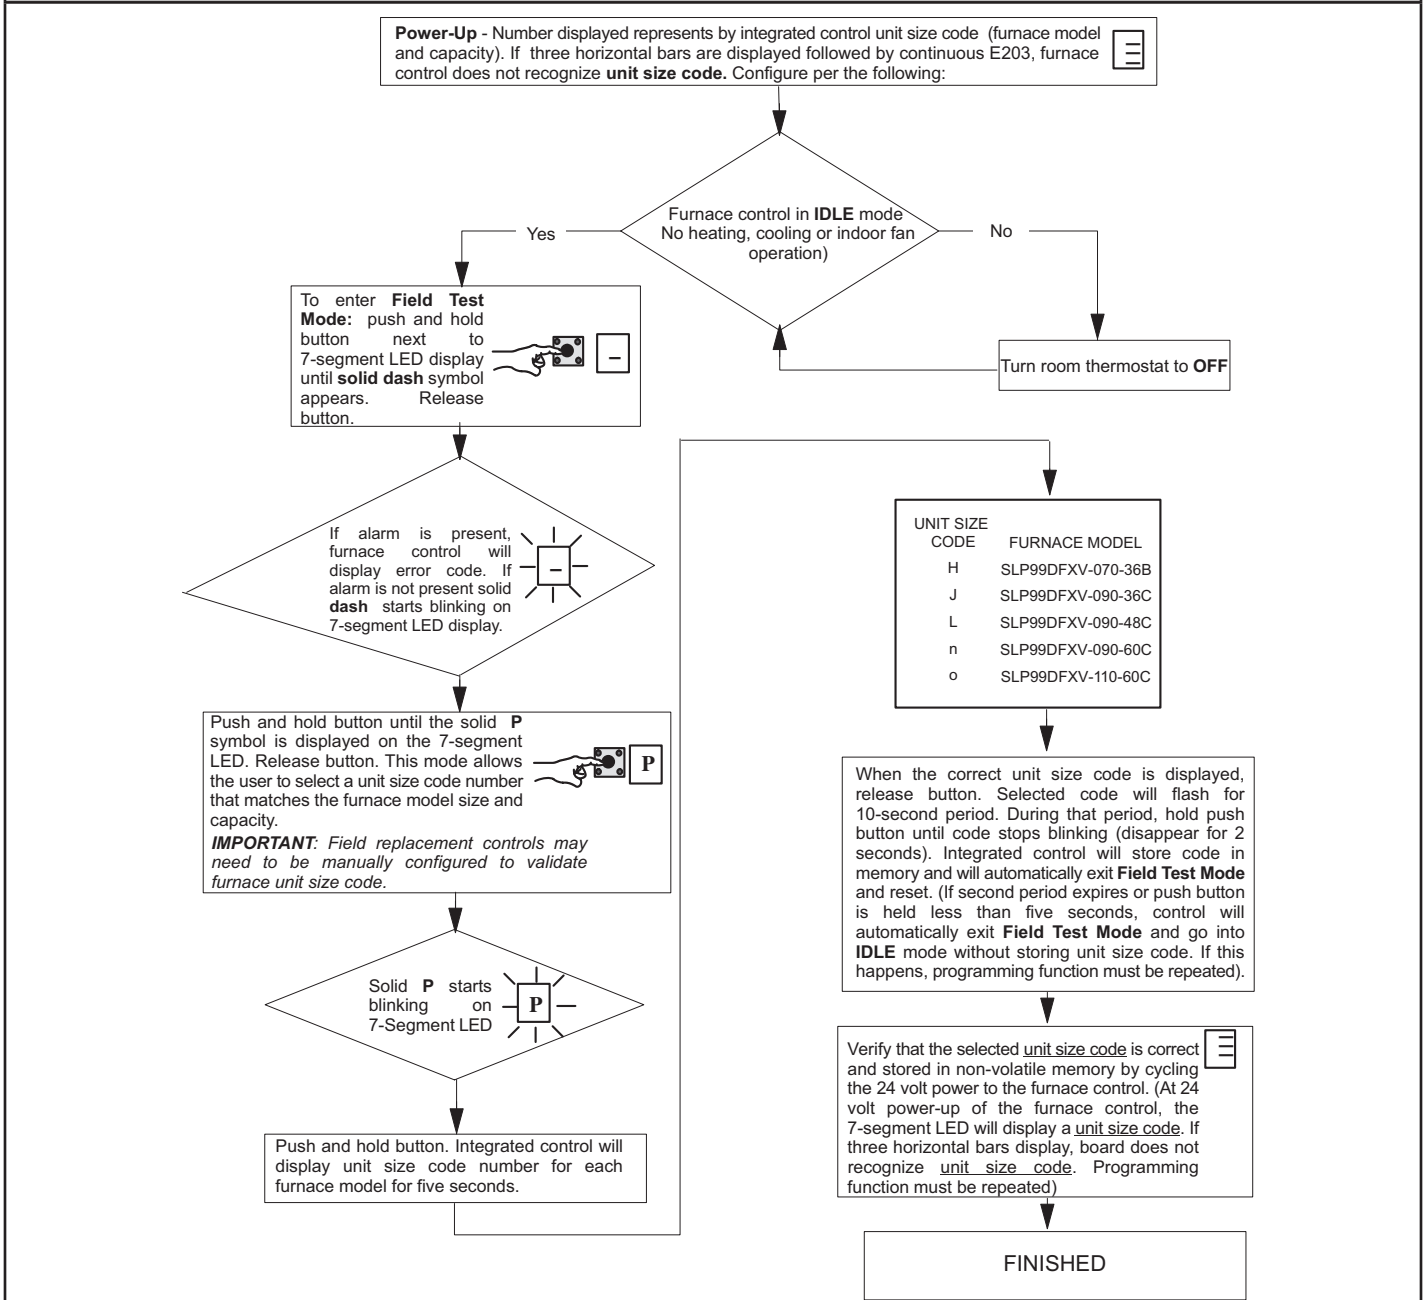 Power-Up - Number displayed represents by integrated control unit size code (furnace model
and capacity). If three horizontal bars are displayed followed by continuous E203, furnace
control does not recognize unit size code. Configure per the following:
Furnace control in IDLE mode
No heating, cooling or indoor fan
operation)
Yes
No
To enter Field Test
Mode: push and hold
button next to
7-segment LED display
until solid dash symbol
appears. Release
button.
–
Turn room thermostat to OFF
If alarm is present,
furnace control will
display error code. If
alarm is not present solid
dash starts blinking on
7-segment LED display.
–
Push and hold button until the solid P
symbol is displayed on the 7-segment
LED. Release button. This mode allows
the user to select a unit size code number
that matches the furnace model size and
capacity.
IMPORTANT: Field replacement controls may
need to be manually configured to validate
furnace unit size code.
P
Solid P starts
blinking on
7-Segment LED
P
Push and hold button. Integrated control will
display unit size code number for each
furnace model for five seconds.
UNIT SIZE
CODE FURNACE MODEL
H SLP99DFXV-070-36B
J SLP99DFXV-090-36C
L SLP99DFXV-090-48C
n SLP99DFXV-090-60C
o SLP99DFXV-110-60C
When the correct unit size code is displayed,
release button. Selected code will flash for
10-second period. During that period, hold push
button until code stops blinking (disappear for 2
seconds). Integrated control will store code in
memory and will automatically exit Field Test Mode
and reset. (If second period expires or push button
is held less than five seconds, control will
automatically exit Field Test Mode and go into
IDLE mode without storing unit size code. If this
happens, programming function must be repeated).
Verify that the selected unit size code is correct
and stored in non-volatile memory by cycling
the 24 volt power to the furnace control. (At 24
volt power-up of the furnace control, the
7-segment LED will display a unit size code. If
three horizontal bars display, board does not
recognize unit size code. Programming
function must be repeated)
FINISHED